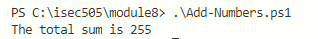 PS C:\isec505\module8> .\Add-Numbers.ps1
The total sum is 255